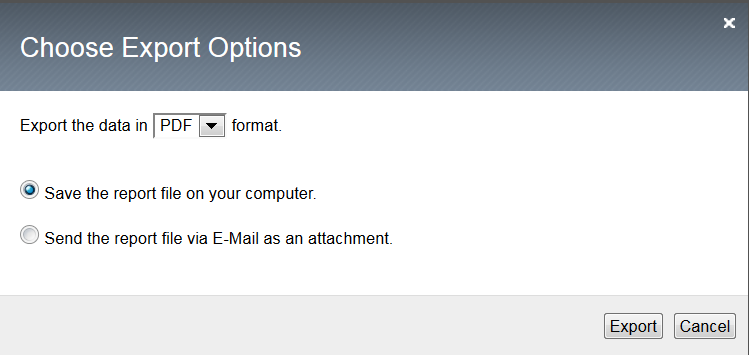 Choose Export Options
Export the data in PDF format.
Save the report file on your computer.
Send the report file via E-Mail as an attachment.
Export Cancel